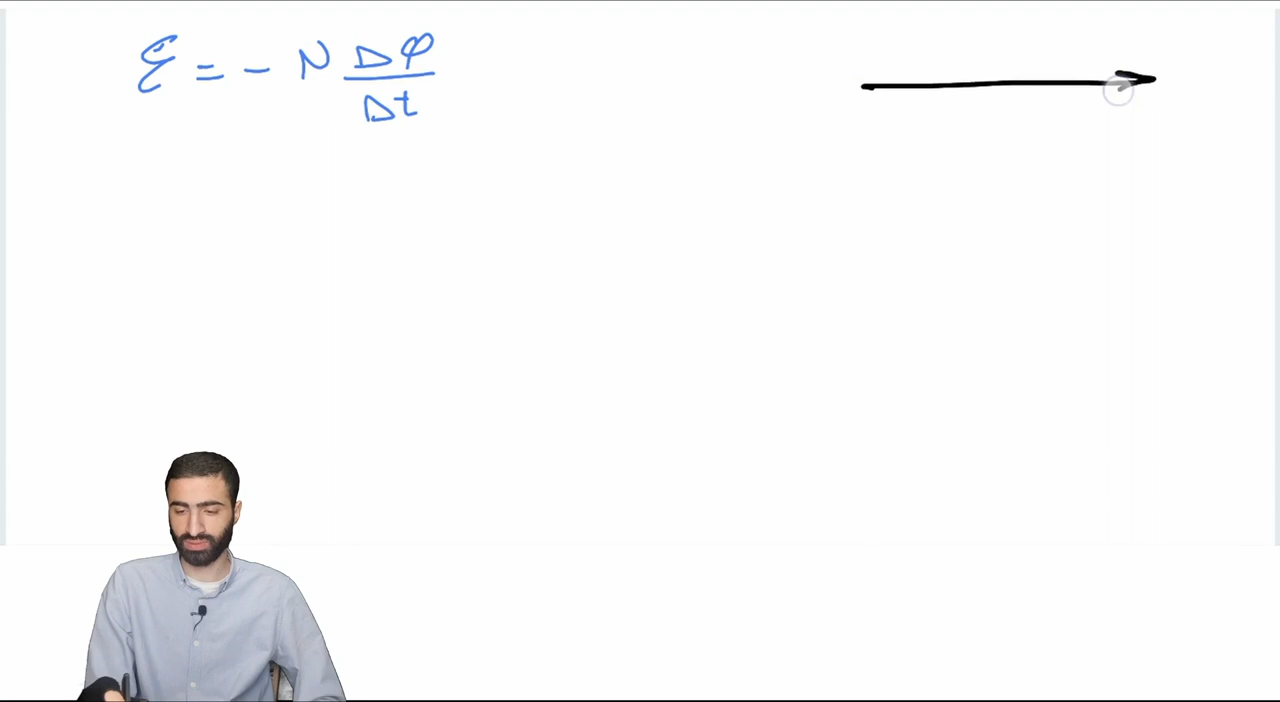 ε = - N Δφ/Δt